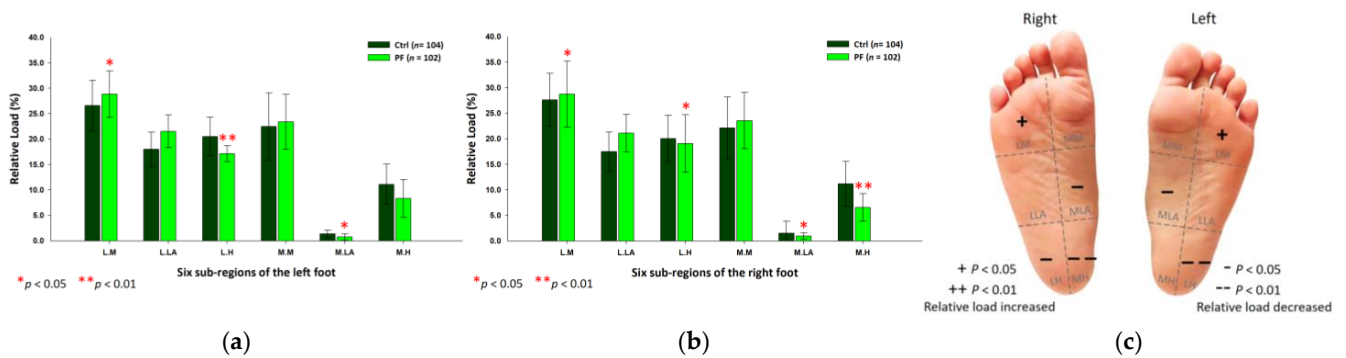 40.0
35.0
30.0
25.0
20.0
15.0
10.0
5.0
0.0
Relative Load (%)
Ctrl (n= 104)
PF (n = 102)
*
**
*
L.M
L.LA
L.H
M.M
M.LA
M.H
Six sub-regions of the left foot
*p < 0.05 **p < 0.01
(a)
40.0
35.0
30.0
25.0
20.0
15.0
10.0
5.0
0.0
Relative Load (%)
Ctrl (n= 104)
PF (n = 102)
*
*
*
**
L.M
L.LA
L.H
M.M
M.LA
M.H
Six sub-regions of the right foot
*p < 0.05 **p < 0.01
(b)
Right Left
+ +
LM MM MM LM
− −
LLA MLA MLA LLA
− −− −−
LH MH MH LH
+ P < 0.05
++ P < 0.01
Relative load increased
- P < 0.05
-- P < 0.01
Relative load decreased
(c)